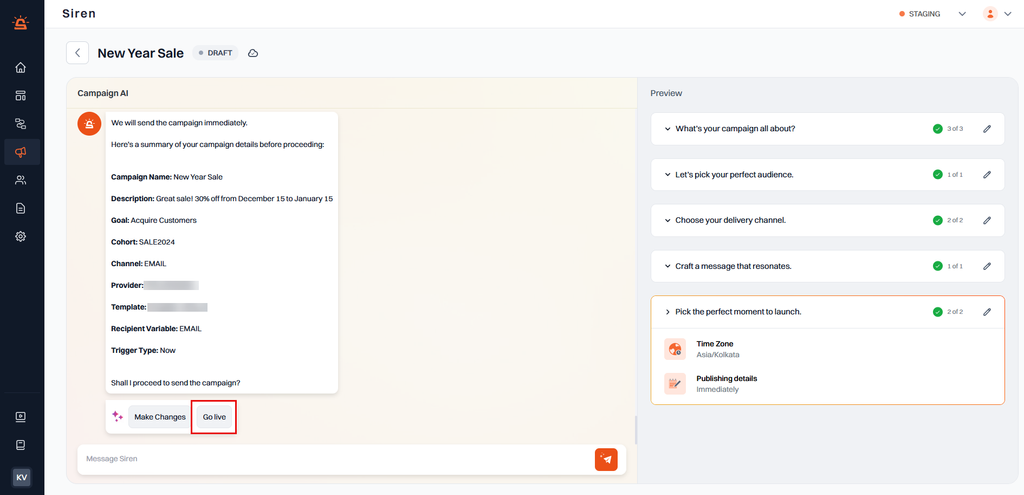 Siren
STAGING
New Year Sale
DRAFT
Campaign AI
We will send the campaign immediately.
Here's a summary of your campaign details before proceeding:
Campaign Name: New Year Sale
Description: Great sale! 30% off from December 15 to January 15
Goal: Acquire Customers
Cohort: SALE2024
Channel: EMAIL
Provider:
Template:
Recipient Variable: EMAIL
Trigger Type: Now
Shall I proceed to send the campaign?
Make Changes
Go live
Message Siren
Preview
What's your campaign all about?
3 of 3
Let's pick your perfect audience.
1 of 1
Choose your delivery channel.
2 of 2
Craft a message that resonates.
1 of 1
Pick the perfect moment to launch.
2 of 2
Time Zone
Asia/Kolkata
Publishing details
Immediately
KV